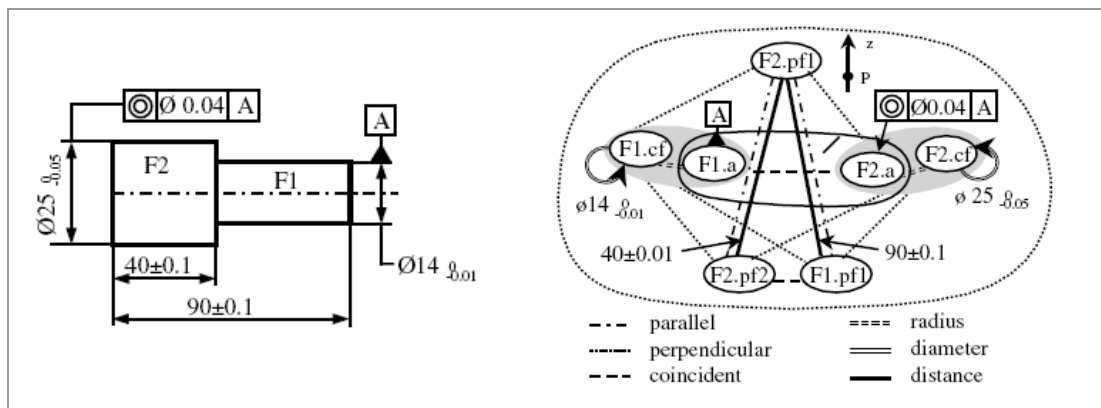 ◎ Ø 0.04 A
A
F2
F1
Ø25 0 -0.05
40±0.1
90±0.1
Ø14 0 -0.01
z
F2.pf1
P
A
◎ Ø0.04 A
F1.cf
F1.a
F2.a
F2.cf
ø14 0 -0.01
ø 25 0 -0.05
40±0.01
90±0.1
F2.pf2
F1.pf1
parallel
radius
perpendicular
diameter
coincident
distance